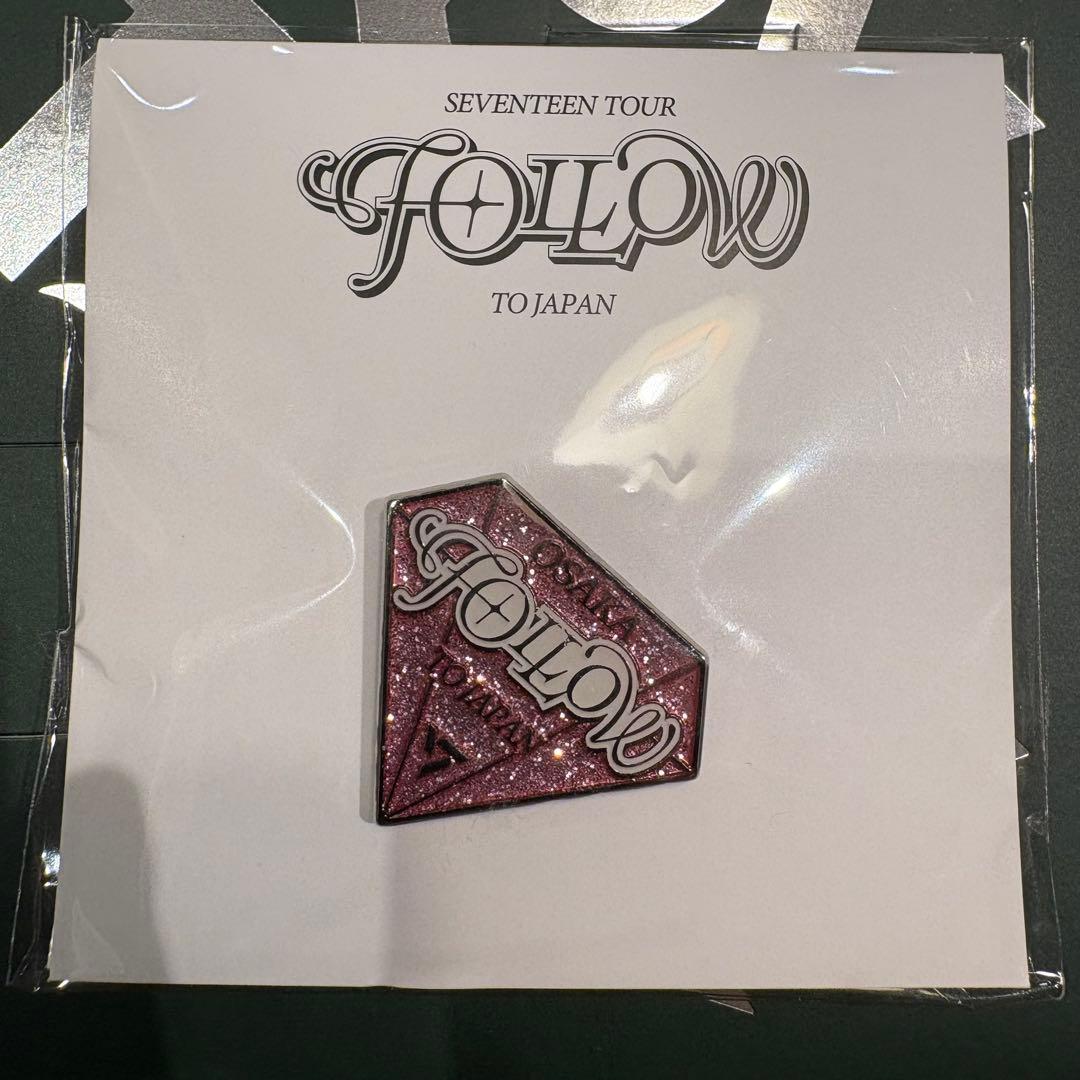 SEVENTEEN TOUR
FOLLOW
TO JAPAN
OSAKA
FOLLOW
TO JAPAN